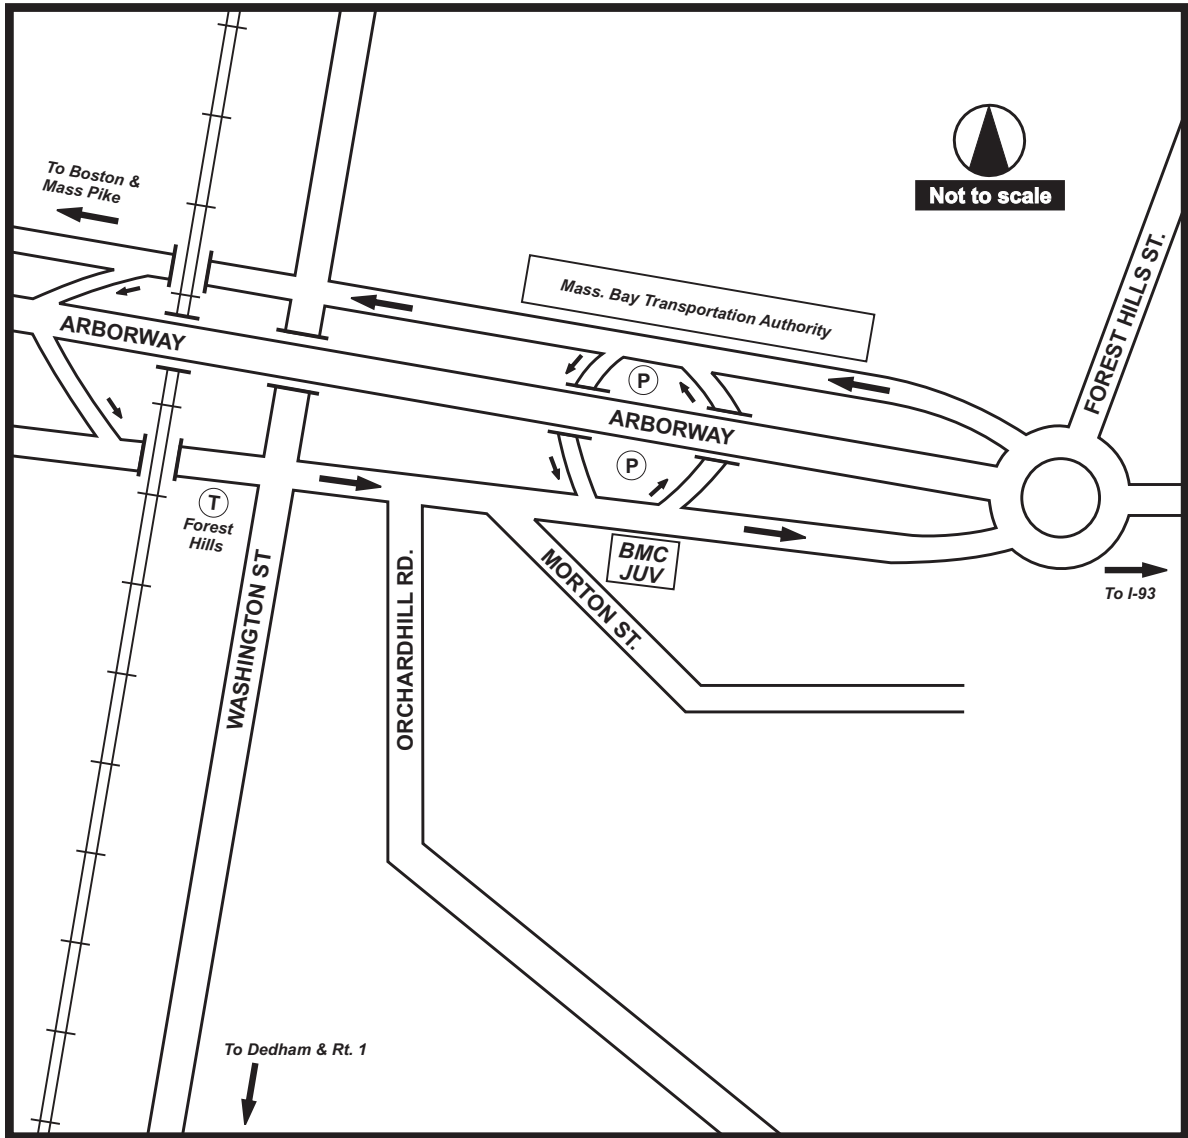 To Boston &
Mass Pike
Not to scale
FOREST HILLS ST.
Mass. Bay Transportation Authority
ARBORWAY
P
ARBORWAY
P
T
Forest
Hills
BMC
JUV
To I-93
MORTON ST.
WASHINGTON ST
ORCHARDHILL RD.
To Dedham & Rt. 1